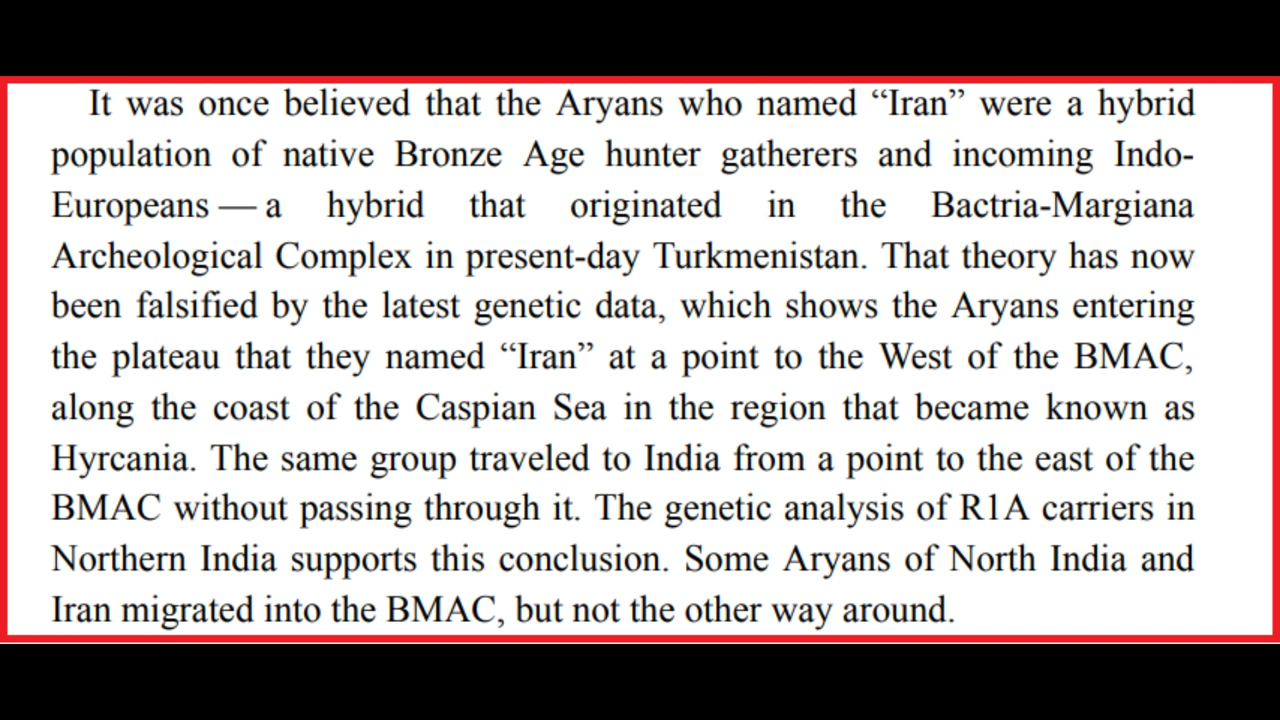 It was once believed that the Aryans who named “Iran” were a hybrid
population of native Bronze Age hunter gatherers and incoming Indo-
Europeans — a hybrid that originated in the Bactria-Margiana
Archeological Complex in present-day Turkmenistan. That theory has now
been falsified by the latest genetic data, which shows the Aryans entering
the plateau that they named “Iran” at a point to the West of the BMAC,
along the coast of the Caspian Sea in the region that became known as
Hyrcania. The same group traveled to India from a point to the east of the
BMAC without passing through it. The genetic analysis of R1A carriers in
Northern India supports this conclusion. Some Aryans of North India and
Iran migrated into the BMAC, but not the other way around.